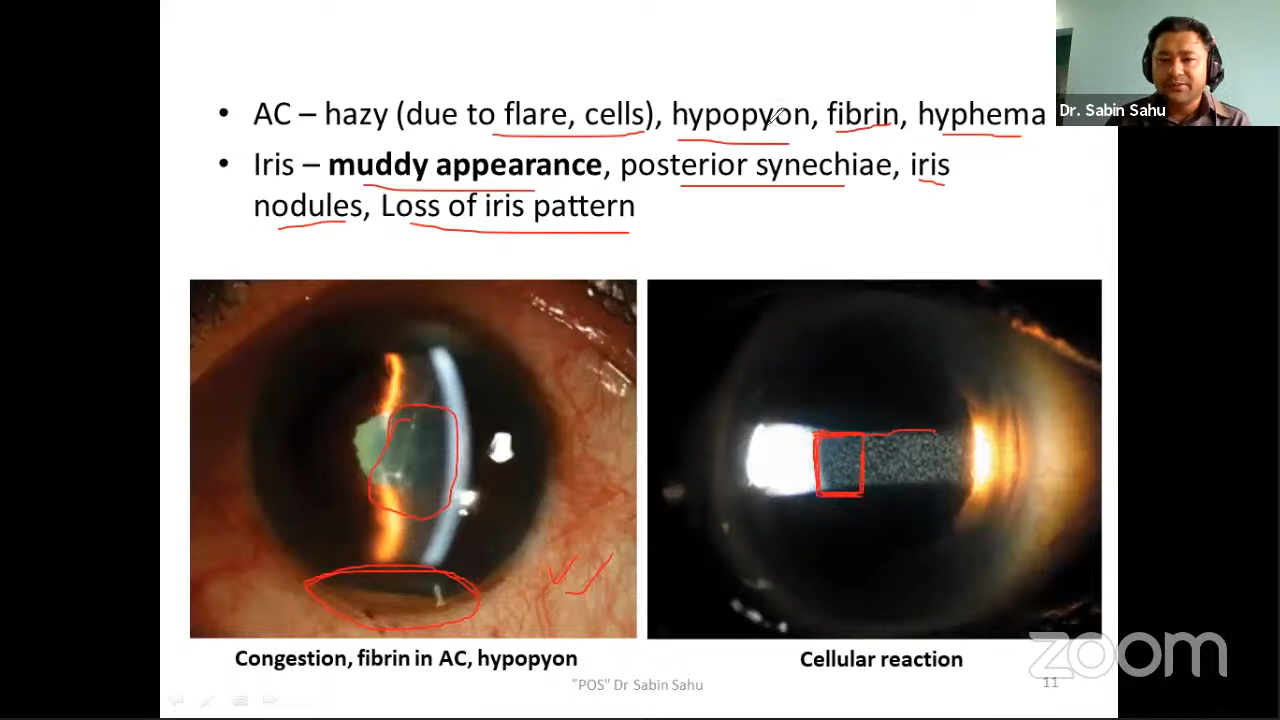 • AC – hazy (due to flare, cells), hypopyon, fibrin, hyphema
• Iris – muddy appearance, posterior synechiae, iris
nodules, Loss of iris pattern
Dr. Sabin Sahu
Congestion, fibrin in AC, hypopyon
Cellular reaction
"POS" Dr Sabin Sahu
11
zoom